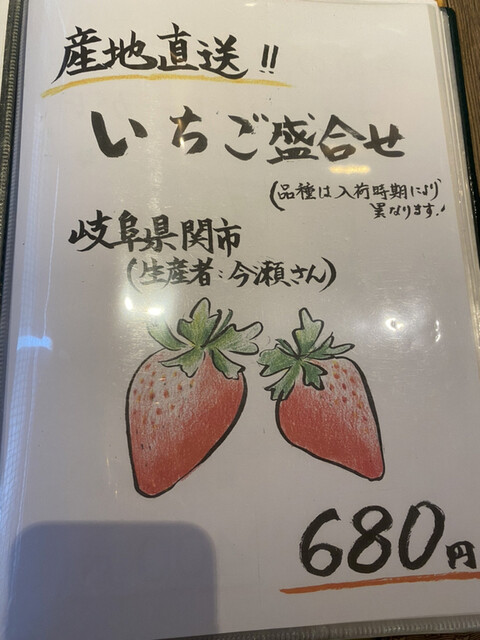 産地直送!!
いちご盛合せ
(品種は入荷時期により
異なります!
岐阜県関市
(生産者:今瀬さん)
680円